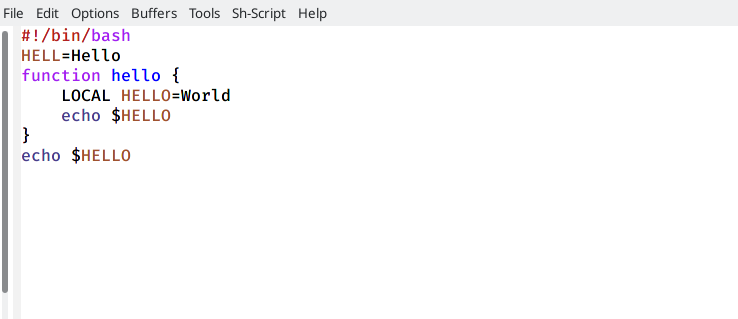 File Edit Options Buffers Tools Sh-Script Help
#!/bin/bash
HELL=Hello
function hello {
    LOCAL HELLO=World
    echo $HELLO
}
echo $HELLO